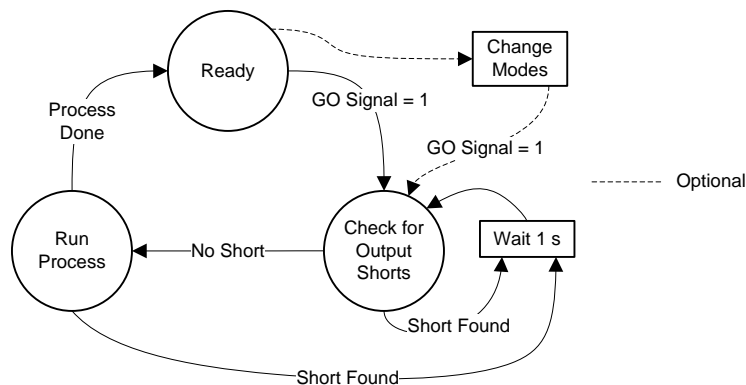 Ready
Change
Modes
GO Signal = 1
Process
Done
GO Signal = 1
Optional
Run
Process
No Short
Check for
Output
Shorts
Wait 1 s
Short Found
Short Found